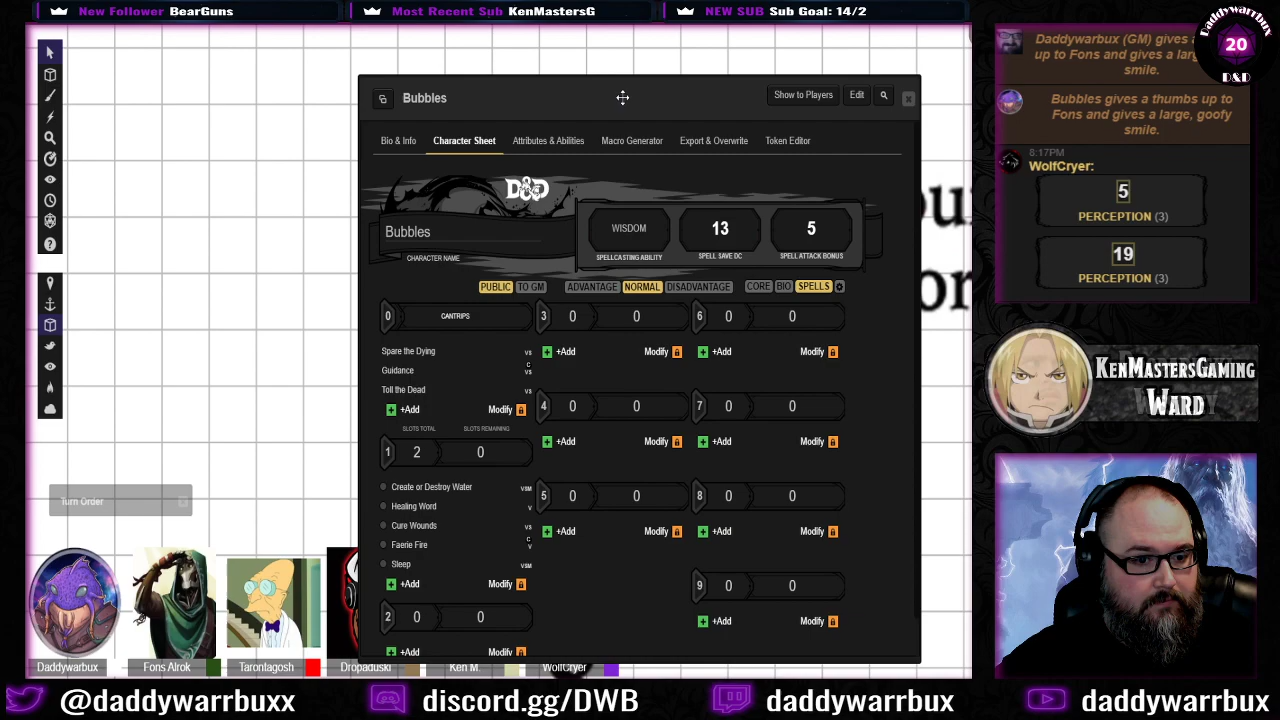 New Follower BearGuns
Most Recent Sub KenMastersG
NEW SUB Sub Goal: 14/2
Daddywarrbux
20
D&D
Daddywarbux (GM) gives a
up to Fons and gives a large
smile.
Bubbles gives a thumbs up to
Fons and gives a large, goofy
smile.
8:17PM
WolfCryer:
5
PERCEPTION (3)
19
PERCEPTION (3)
KenMastersGaming
Wardy
Bubbles
Show to Players
Edit
Bio & Info
Character Sheet
Attributes & Abilities
Macro Generator
Export & Overwrite
Token Editor
D&D
Bubbles
CHARACTER NAME
WISDOM
SPELLCASTING ABILITY
13
SPELL SAVE DC
5
SPELL ATTACK BONUS
PUBLIC TO GM ADVANTAGE NORMAL DISADVANTAGE CORE BIO SPELLS
0 CANTRIPS
Spare the Dying VS
Guidance C VS
Toll the Dead VS
+Add Modify
SLOTS TOTAL SLOTS REMAINING
1 2 0
Create or Destroy Water VSM
Healing Word V
Cure Wounds VS
Faerie Fire C V
Sleep VSM
+Add Modify
2 0 0
+Add Modify
3 0 0
+Add Modify
4 0 0
+Add Modify
5 0 0
+Add Modify
6 0 0
+Add Modify
7 0 0
+Add Modify
8 0 0
+Add Modify
9 0 0
+Add Modify
Turn Order
Daddywarbux
Fons Alrok
Tarontagosh
Dropaduski
Ken M.
WolfCryer
@daddywarrbuxx
discord.gg/DWB
daddywarrbux
daddywarrbux